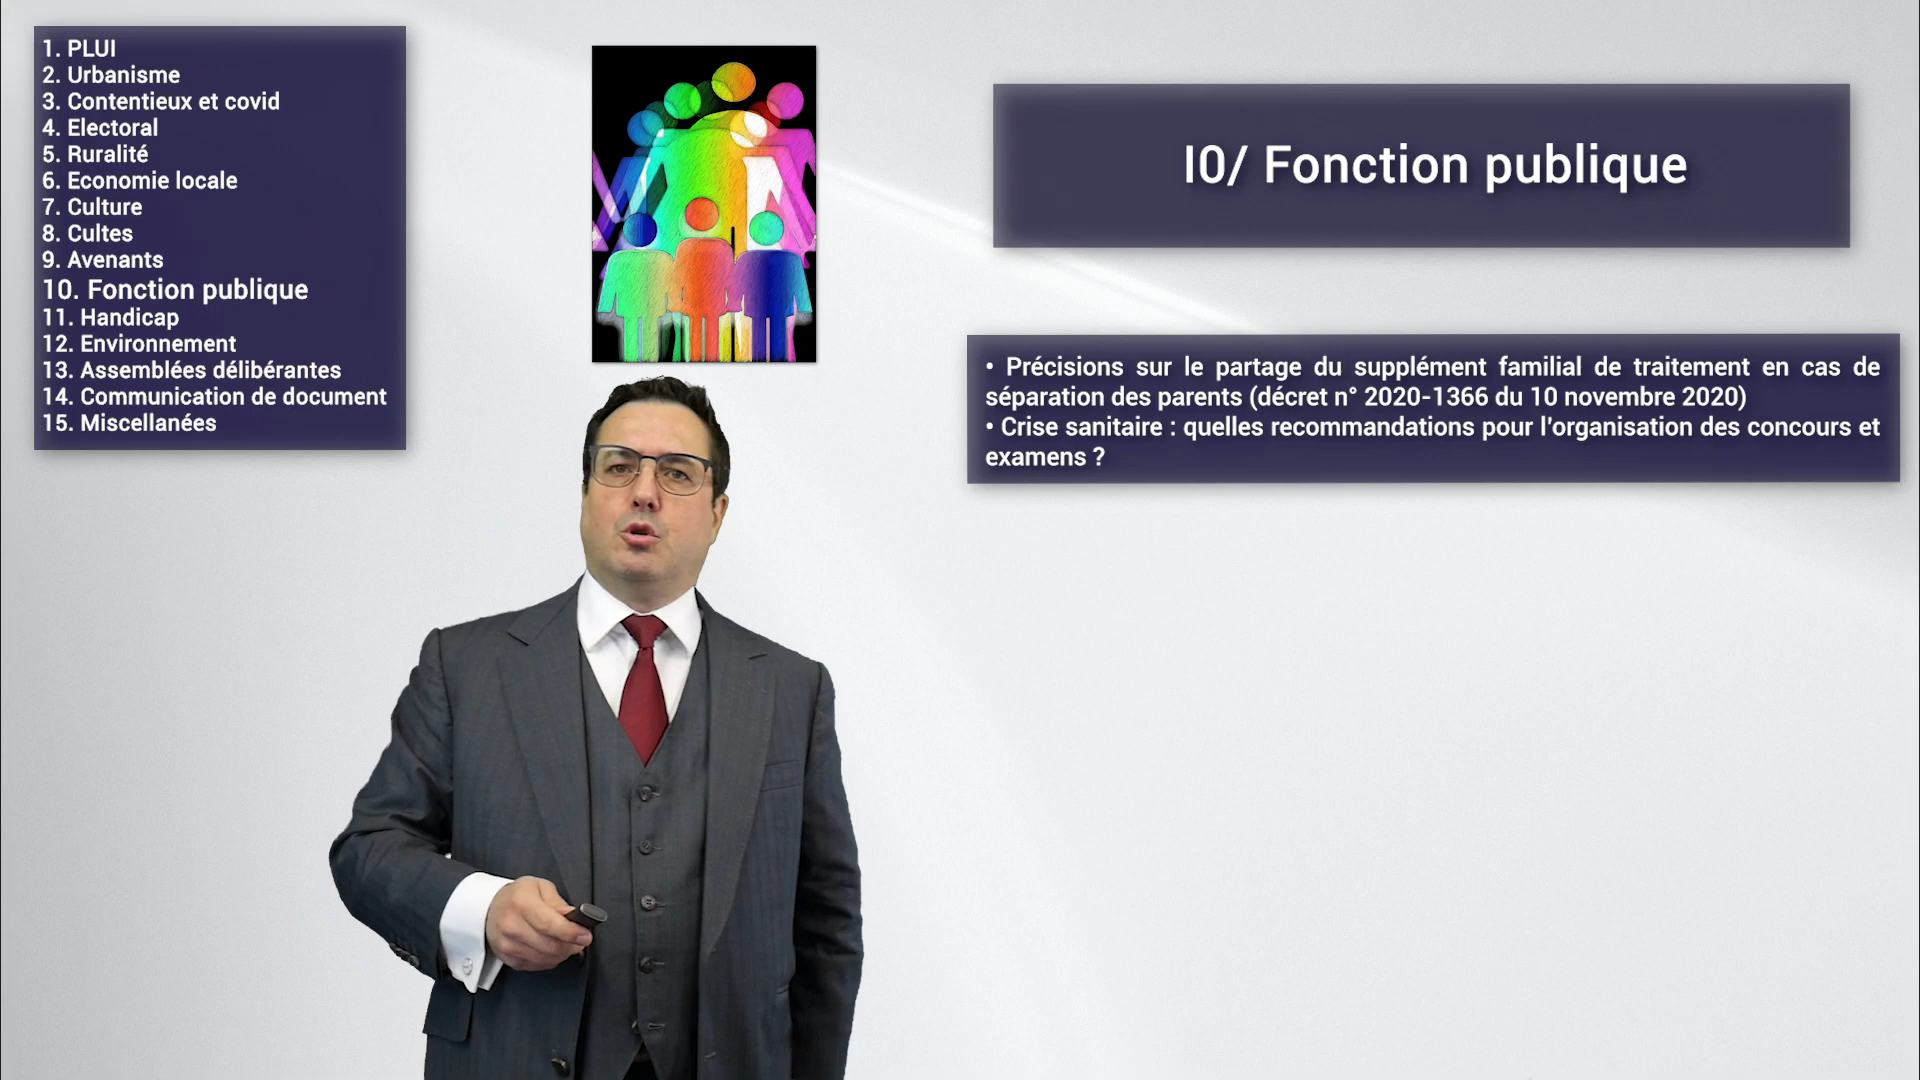 1. PLUI
2. Urbanisme
3. Contentieux et covid
4. Electoral
5. Ruralité
6. Economie locale
7. Culture
8. Cultes
9. Avenants
10. Fonction publique
11. Handicap
12. Environnement
13. Assemblées délibérantes
14. Communication de document
15. Miscellanées
I0/ Fonction publique
• Précisions sur le partage du supplément familial de traitement en cas de
séparation des parents (décret n° 2020-1366 du 10 novembre 2020)
• Crise sanitaire : quelles recommandations pour l'organisation des concours et
examens ?